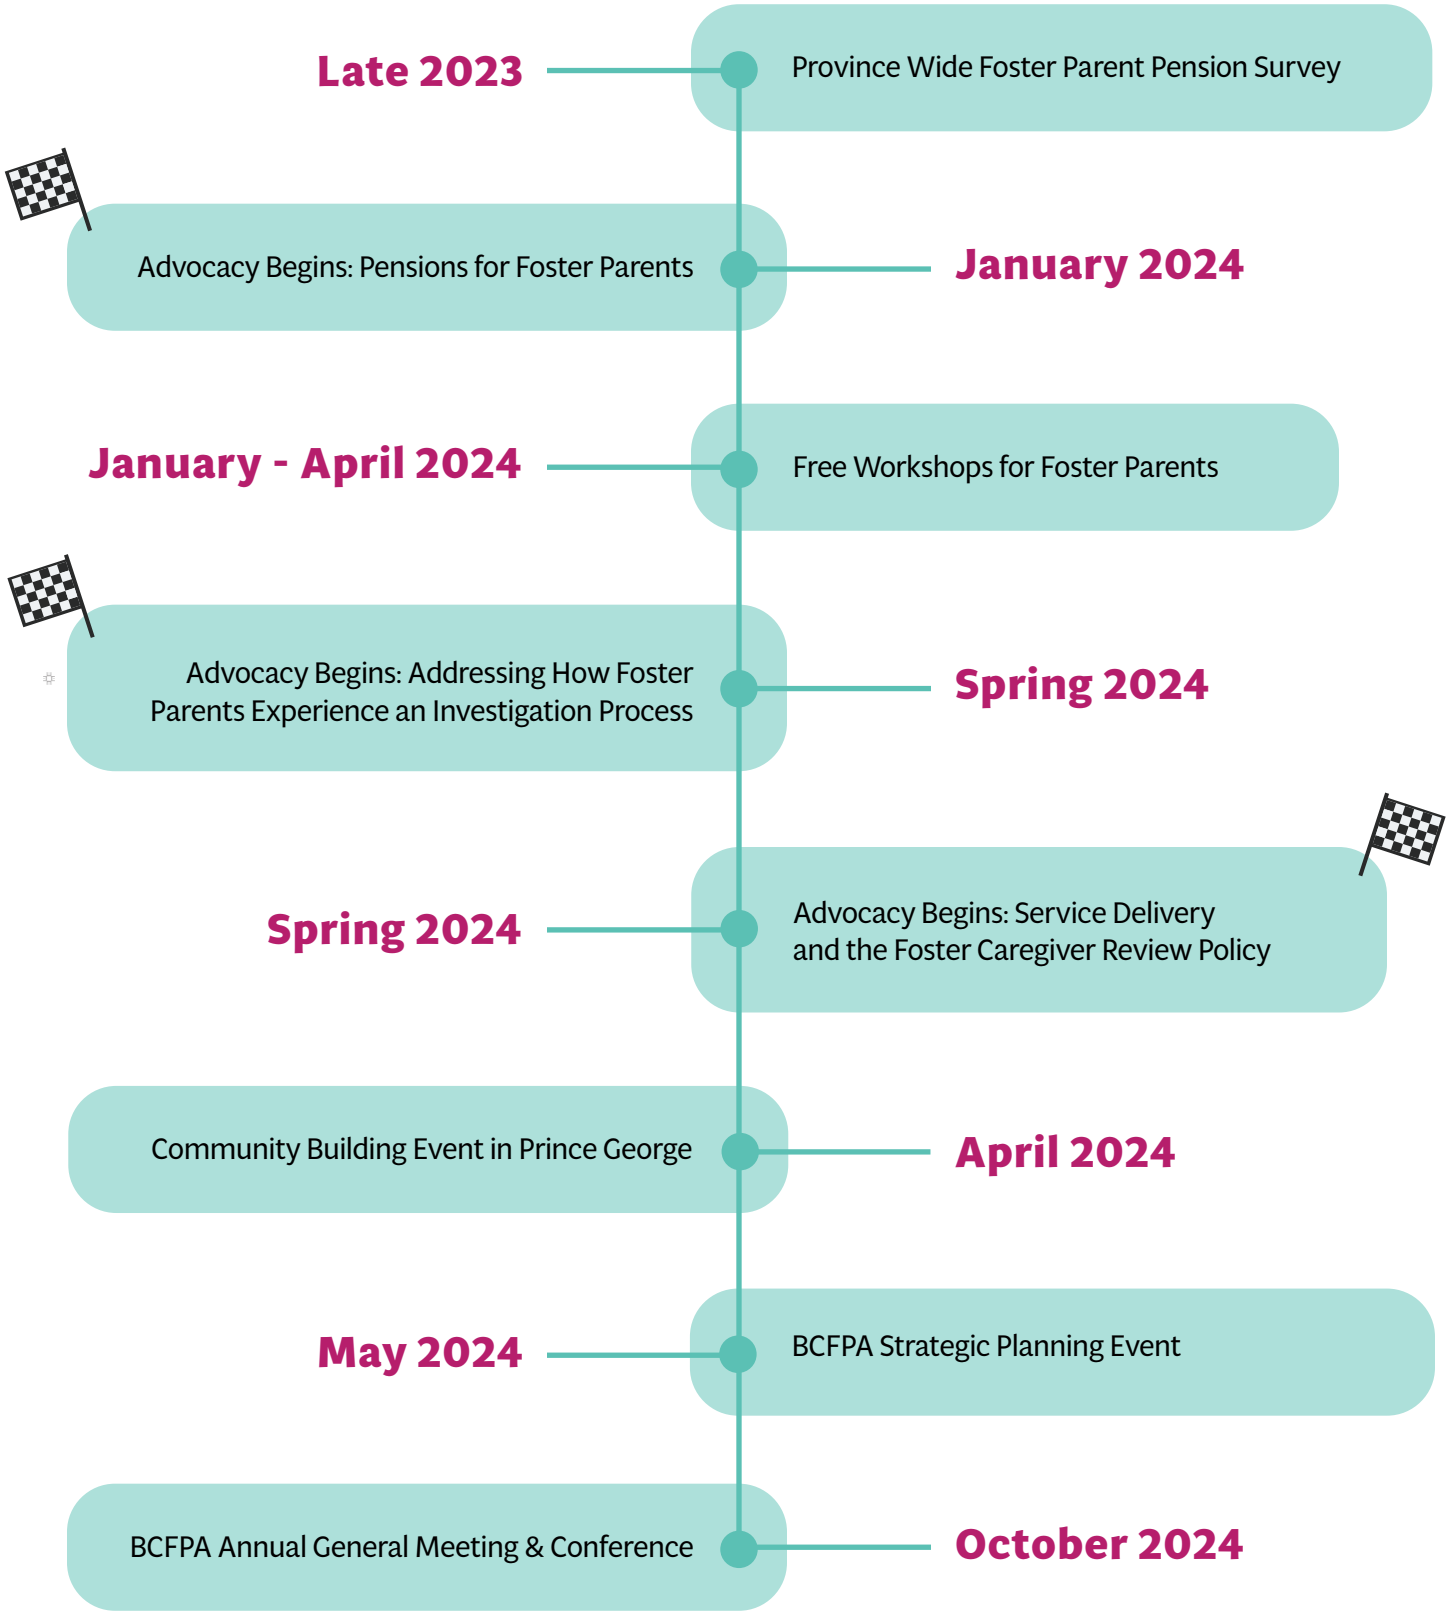 Late 2023
Province Wide Foster Parent Pension Survey
Advocacy Begins: Pensions for Foster Parents
January 2024
January - April 2024
Free Workshops for Foster Parents
Advocacy Begins: Addressing How Foster
Parents Experience an Investigation Process
Spring 2024
Spring 2024
Advocacy Begins: Service Delivery
and the Foster Caregiver Review Policy
Community Building Event in Prince George
April 2024
May 2024
BCFPA Strategic Planning Event
BCFPA Annual General Meeting & Conference
October 2024